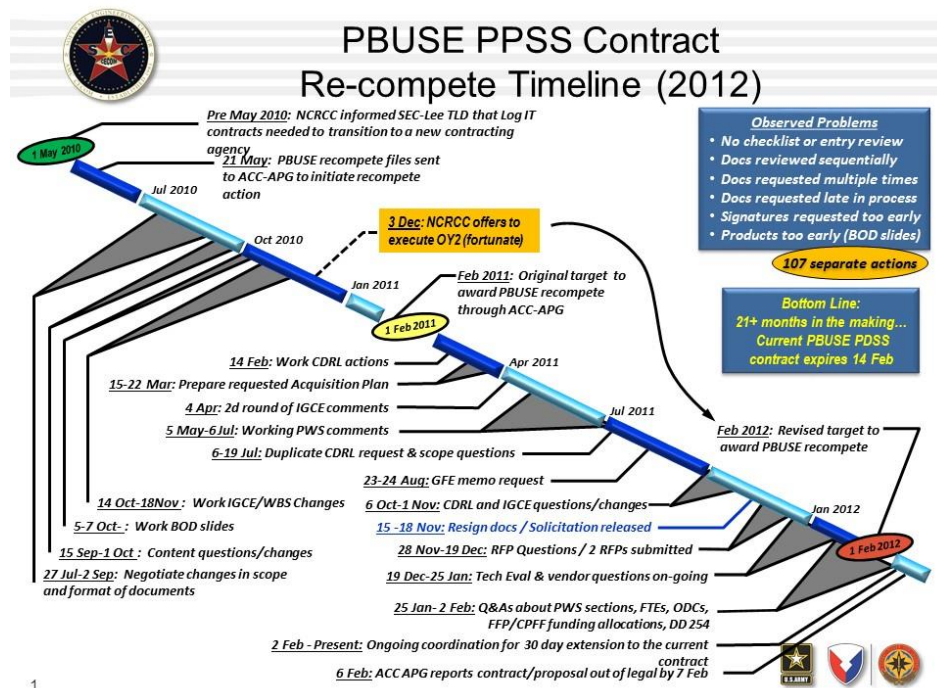 PBUSE PPSS Contract
Re-compete Timeline (2012)
Pre May 2010: NCRCC informed SEC-Lee TLD that Log IT
contracts needed to transition to a new contracting
agency
1 May 2010
21 May: PBUSE recompete files sent
to ACC-APG to initiate recompete
action
Observed Problems
• No checklist or entry review
• Docs reviewed sequentially
• Docs requested multiple times
• Docs requested late in process
• Signatures requested too early
• Products too early (BOD slides)
107 separate actions
Bottom Line:
21+ months in the making…
Current PBUSE PDSS
contract expires 14 Feb
Jul 2010
3 Dec: NCRCC offers to
execute OY2 (fortunate)
Oct 2010
Jan 2011
Feb 2011: Original target to
award PBUSE recompete
through ACC-APG
1 Feb 2011
14 Feb: Work CDRL actions
Apr 2011
15-22 Mar: Prepare requested Acquisition Plan
4 Apr: 2d round of IGCE comments
5 May-6Jul: Working PWS comments
Jul 2011
6-19 Jul: Duplicate CDRL request & scope questions
Feb 2012: Revised target to
award PBUSE recompete
23-24 Aug: GFE memo request
14 Oct-18Nov : Work IGCE/WBS Changes
6 Oct-1 Nov: CDRL and IGCE questions/changes
Jan 2012
5-7 Oct- : Work BOD slides
15 -18 Nov: Resign docs / Solicitation released
15 Sep-1 Oct : Content questions/changes
28 Nov-19 Dec: RFP Questions / 2 RFPs submitted
1 Feb 2012
27 Jul-2 Sep: Negotiate changes in scope
and format of documents
19 Dec-25 Jan: Tech Eval & vendor questions on-going
25 Jan- 2 Feb: Q&As about PWS sections, FTEs, ODCs,
FFP/CPFF funding allocations, DD 254
2 Feb - Present: Ongoing coordination for 30 day extension to the current
contract
6 Feb: ACC APG reports contract/proposal out of legal by 7 Feb
U.S.ARMY
1